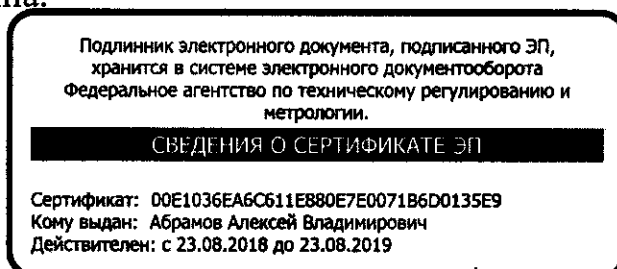 Подлинник электронного документа, подписанного ЭП,
хранится в системе электронного документооборота
Федеральное агентство по техническому регулированию и
метрологии.
СВЕДЕНИЯ О СЕРТИФИКАТЕ ЭП
Сертификат: 00E1036EA6C611E880E7E0071B6D0135E9
Кому выдан: Абрамов Алексей Владимирович
Действителен: с 23.08.2018 до 23.08.2019